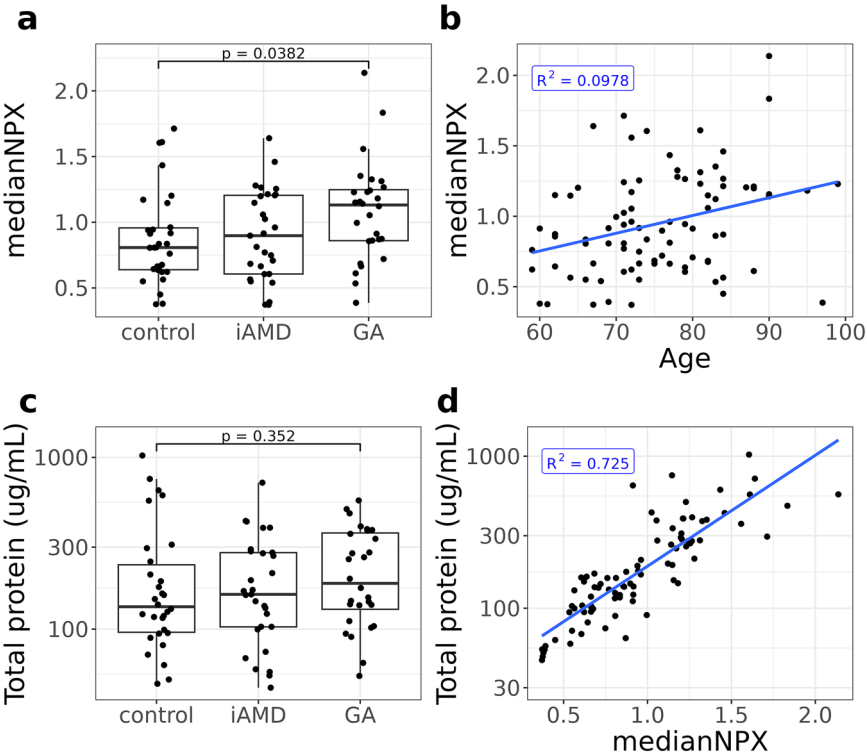 a
p = 0.0382
medianNPX
2.0
1.5
1.0
0.5
control iAMD GA
b
R² = 0.0978
medianNPX
2.0
1.5
1.0
0.5
60 70 80 90 100
Age
c
p = 0.352
Total protein (ug/mL)
1000
300
100
control iAMD GA
d
R² = 0.725
Total protein (ug/mL)
1000
300
100
30
0.5 1.0 1.5 2.0
medianNPX